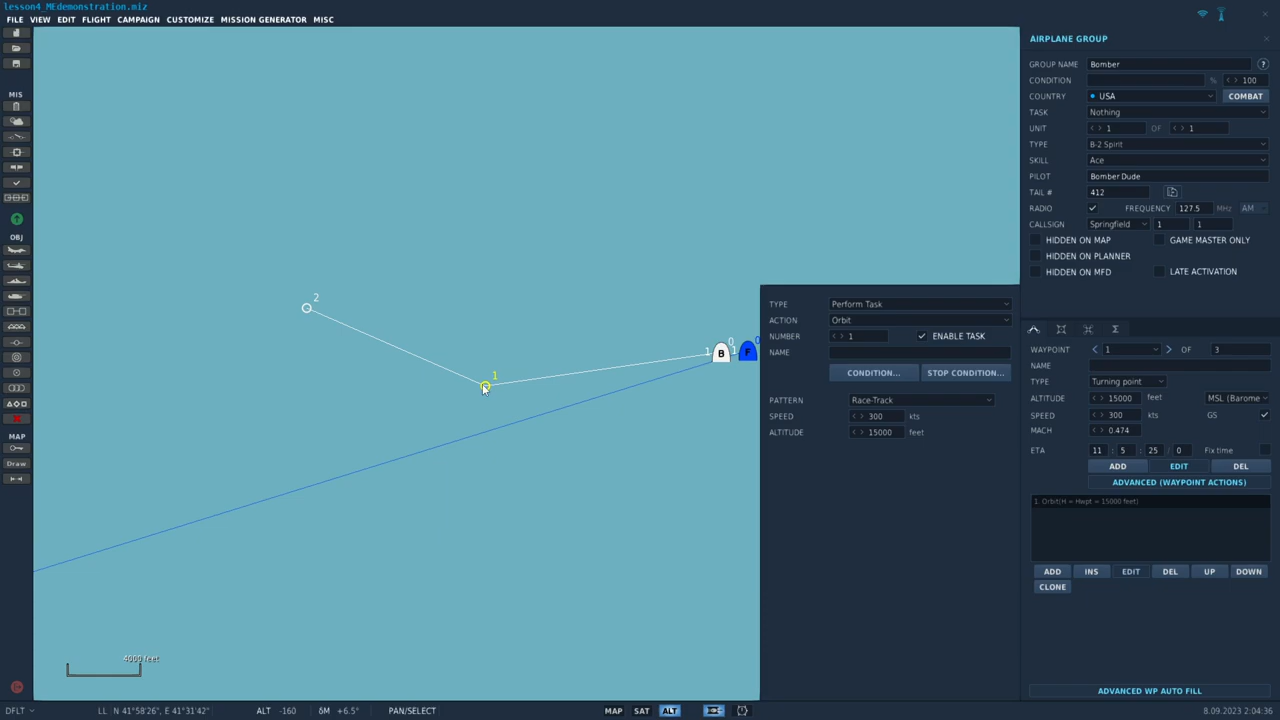 lesson4_MEdemonstration.miz
FILE VIEW EDIT FLIGHT CAMPAIGN CUSTOMIZE MISSION GENERATOR MISC
MIS
OBJ
MAP
Draw
2
1
1 B 0 1 F 0
4000 feet
AIRPLANE GROUP
GROUP NAME Bomber ?
CONDITION % < > 100
COUNTRY USA COMBAT
TASK Nothing
UNIT < > 1 OF < > 1
TYPE B-2 Spirit
SKILL Ace
PILOT Bomber Dude
TAIL # 412
RADIO FREQUENCY 127.5 MHz AM
CALLSIGN Springfield 1 1
HIDDEN ON MAP GAME MASTER ONLY
HIDDEN ON PLANNER
HIDDEN ON MFD LATE ACTIVATION
TYPE Perform Task
ACTION Orbit
NUMBER < > 1 ENABLE TASK
NAME
CONDITION... STOP CONDITION...
PATTERN Race-Track
SPEED < > 300 kts
ALTITUDE < > 15000 feet
WAYPOINT < 1 > OF 3
NAME
TYPE Turning point
ALTITUDE < > 15000 feet MSL (Barome
SPEED < > 300 kts GS
MACH < > 0.474
ETA 11 : 5 : 25 / 0 Fix time
ADD EDIT DEL
ADVANCED (WAYPOINT ACTIONS)
1. Orbit(H = Hwpt = 15000 feet)
ADD INS EDIT DEL UP DOWN
CLONE
ADVANCED WP AUTO FILL
DFLT LL N 41°58'26", E 41°31'42" ALT -160 δM +6.5° PAN/SELECT MAP SAT ALT 8.09.2023 2:04:36